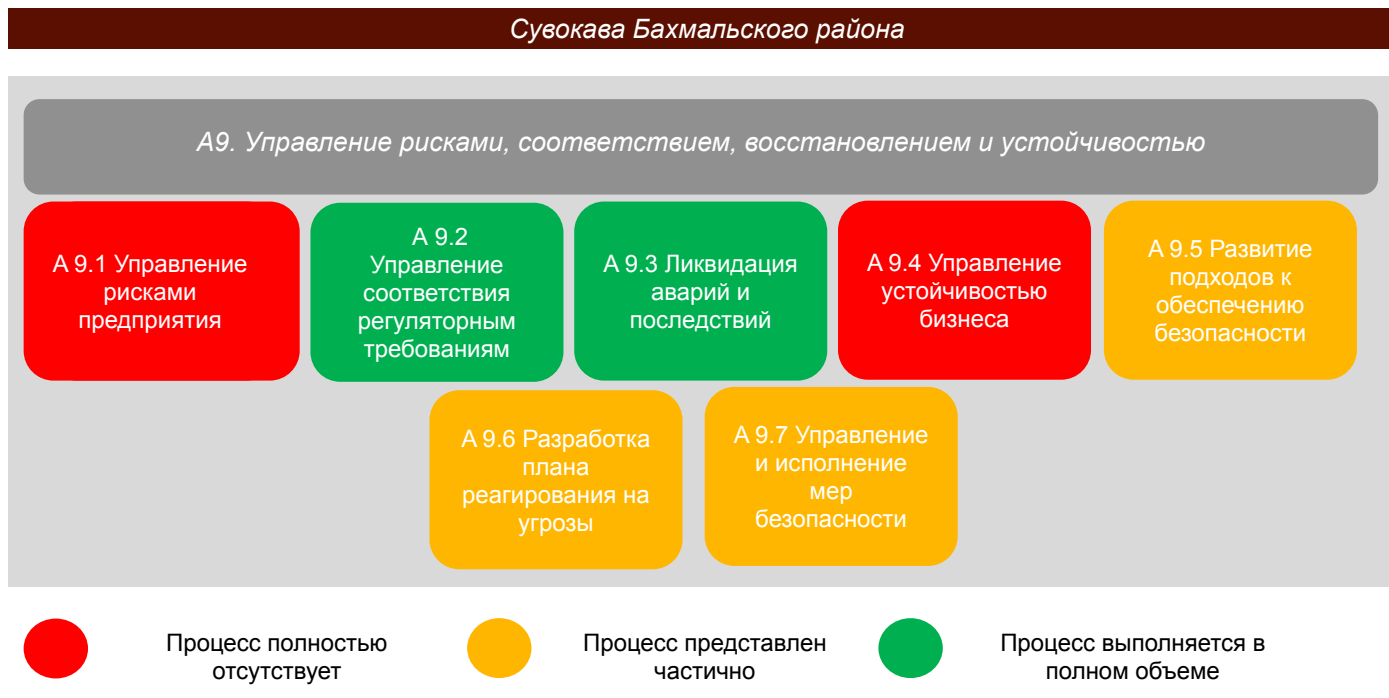 Сувокава Бахмальского района
А9. Управление рисками, соответствием, восстановлением и устойчивостью
А 9.1 Управление
рисками
предприятия
А 9.2
Управление
соответствия
регуляторным
требованиям
А 9.3 Ликвидация
аварий и
последствий
А 9.4 Управление
устойчивостью
бизнеса
А 9.5 Развитие
подходов к
обеспечению
безопасности
А 9.6 Разработка
плана
реагирования на
угрозы
А 9.7 Управление
и исполнение
мер
безопасности
Процесс полностью
отсутствует
Процесс представлен
частично
Процесс выполняется в
полном объеме